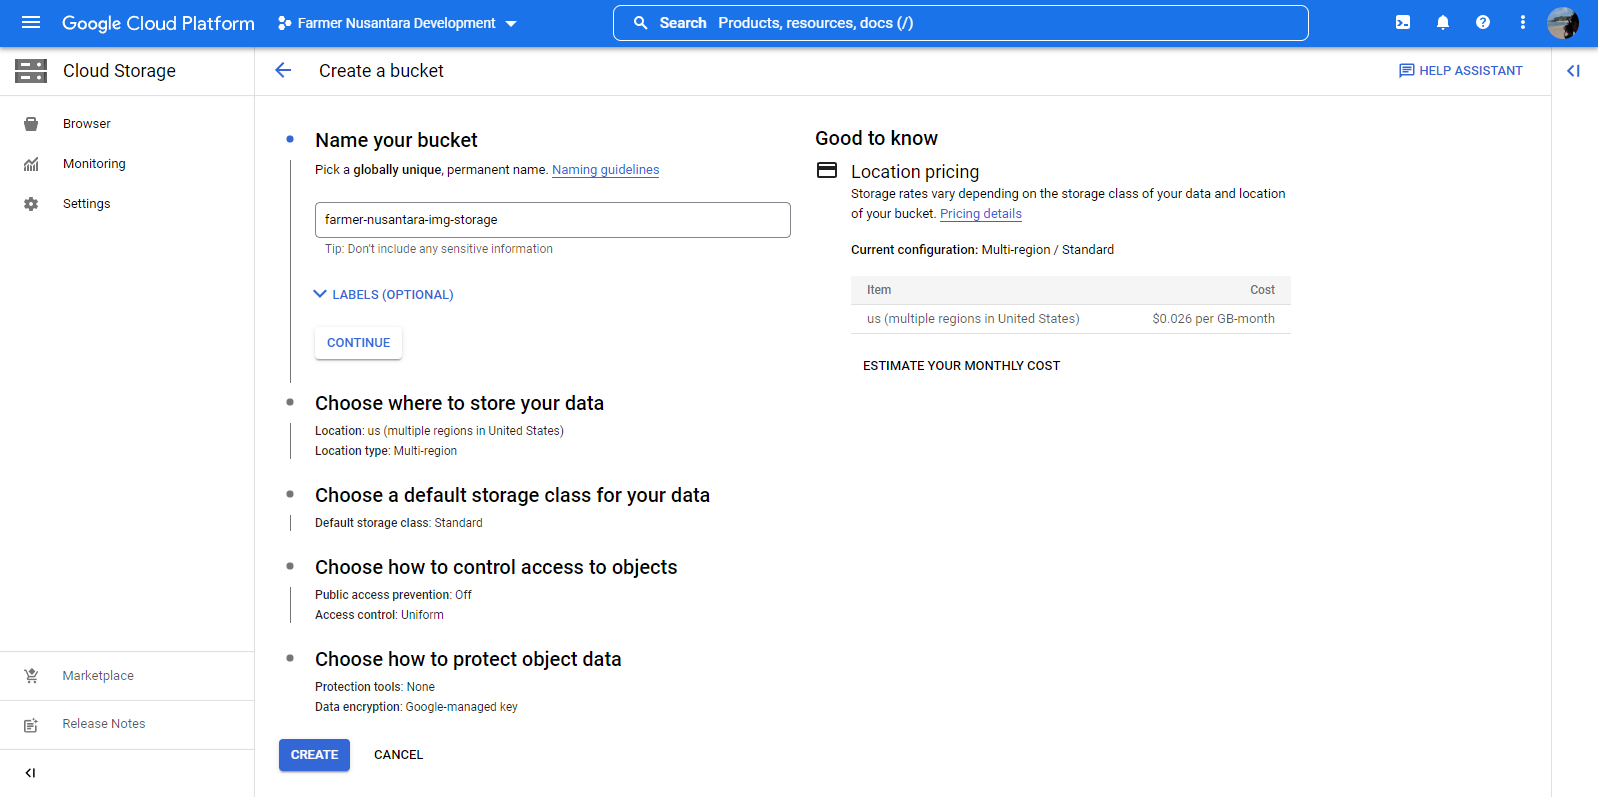 Google Cloud Platform
Farmer Nusantara Development
Search Products, resources, docs (/)
Cloud Storage
Create a bucket
HELP ASSISTANT
Browser
Monitoring
Settings
Marketplace
Release Notes
Name your bucket
Pick a globally unique, permanent name. Naming guidelines
farmer-nusantara-img-storage
Tip: Don't include any sensitive information
LABELS (OPTIONAL)
CONTINUE
Choose where to store your data
Location: us (multiple regions in United States)
Location type: Multi-region
Choose a default storage class for your data
Default storage class: Standard
Choose how to control access to objects
Public access prevention: Off
Access control: Uniform
Choose how to protect object data
Protection tools: None
Data encryption: Google-managed key
CREATE CANCEL
Good to know
Location pricing
Storage rates vary depending on the storage class of your data and location
of your bucket. Pricing details
Current configuration: Multi-region / Standard
Item Cost
us (multiple regions in United States) $0.026 per GB-month
ESTIMATE YOUR MONTHLY COST